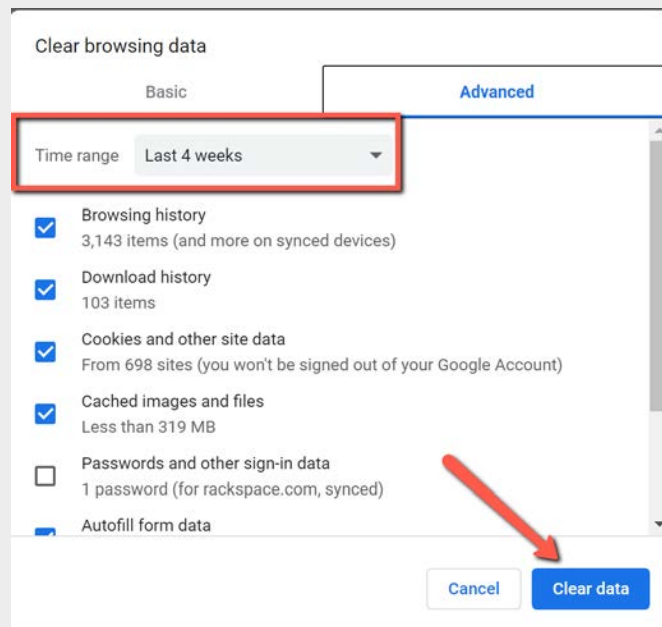 Clear browsing data
Basic
Advanced
Time range
Last 4 weeks
Browsing history
3,143 items (and more on synced devices)
Download history
103 items
Cookies and other site data
From 698 sites (you won't be signed out of your Google Account)
Cached images and files
Less than 319 MB
Passwords and other sign-in data
1 password (for rackspace.com, synced)
Autofill form data
Cancel
Clear data